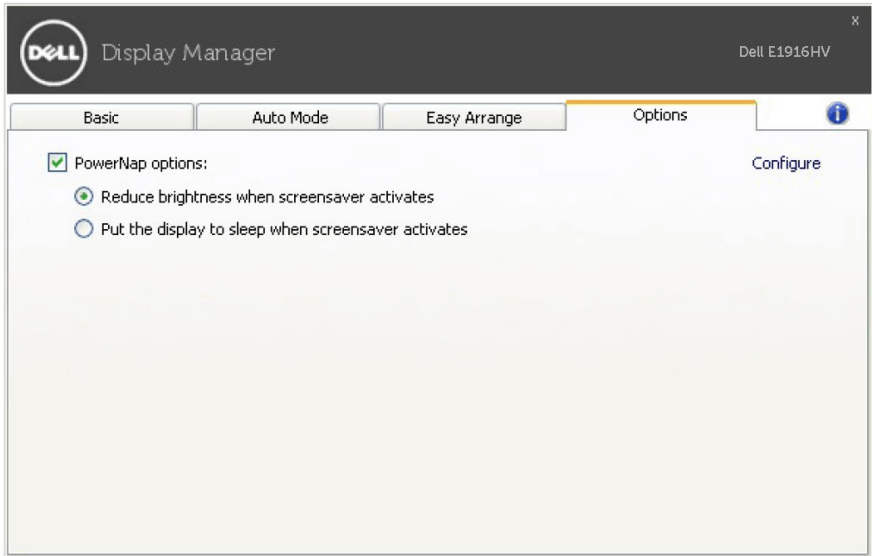 x
DELL Display Manager
Dell E1916HV
Basic Auto Mode Easy Arrange Options i
PowerNap options: Configure
Reduce brightness when screensaver activates
Put the display to sleep when screensaver activates